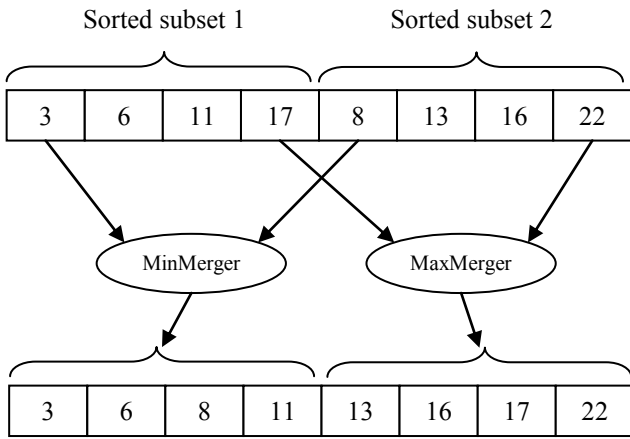 Sorted subset 1 Sorted subset 2
3 6 11 17 8 13 16 22
MinMerger MaxMerger
3 6 8 11 13 16 17 22